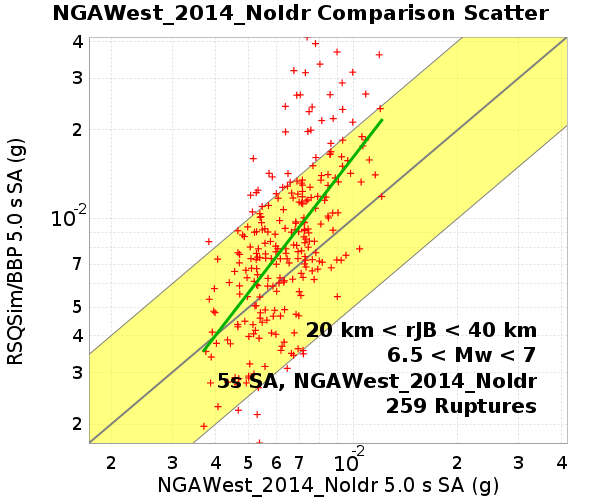 NGAWest_2014_NoIdr Comparison Scatter
4
3
2
10-2
7
5
4
3
2
RSQSim/BBP 5.0 s SA (g)
20 km < rJB < 40 km
6.5 < Mw < 7
5s SA, NGAWest_2014_NoIdr
259 Ruptures
2 3 4 5 6 7 10-2 2 3 4
NGAWest_2014_NoIdr 5.0 s SA (g)